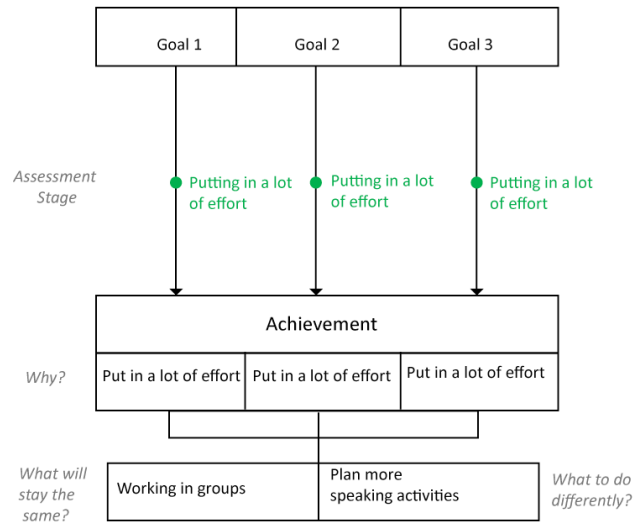 Goal 1
Goal 2
Goal 3
Assessment
Stage
Putting in a lot
of effort
Putting in a lot
of effort
Putting in a lot
of effort
Achievement
Why?
Put in a lot of effort
Put in a lot of effort
Put in a lot of effort
What will
stay the
same?
Working in groups
Plan more
speaking activities
What to do
differently?